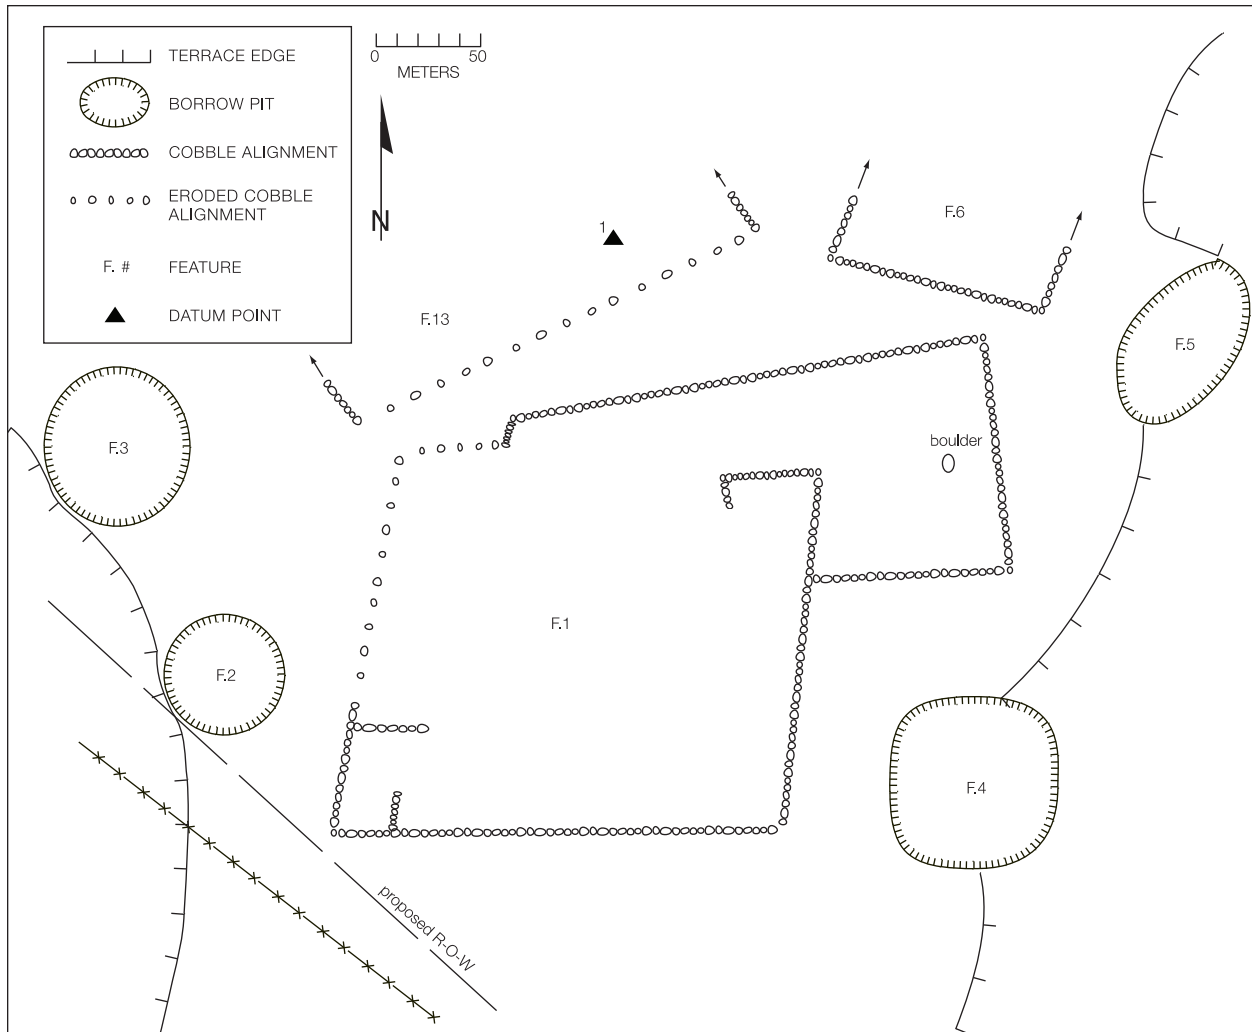 TERRACE EDGE
BORROW PIT
COBBLE ALIGNMENT
ERODED COBBLE
ALIGNMENT
F. # FEATURE
DATUM POINT
0 50
METERS
N
1
F.6
F.13
F.5
F.3
boulder
F.1
F.2
F.4
proposed R-O-W